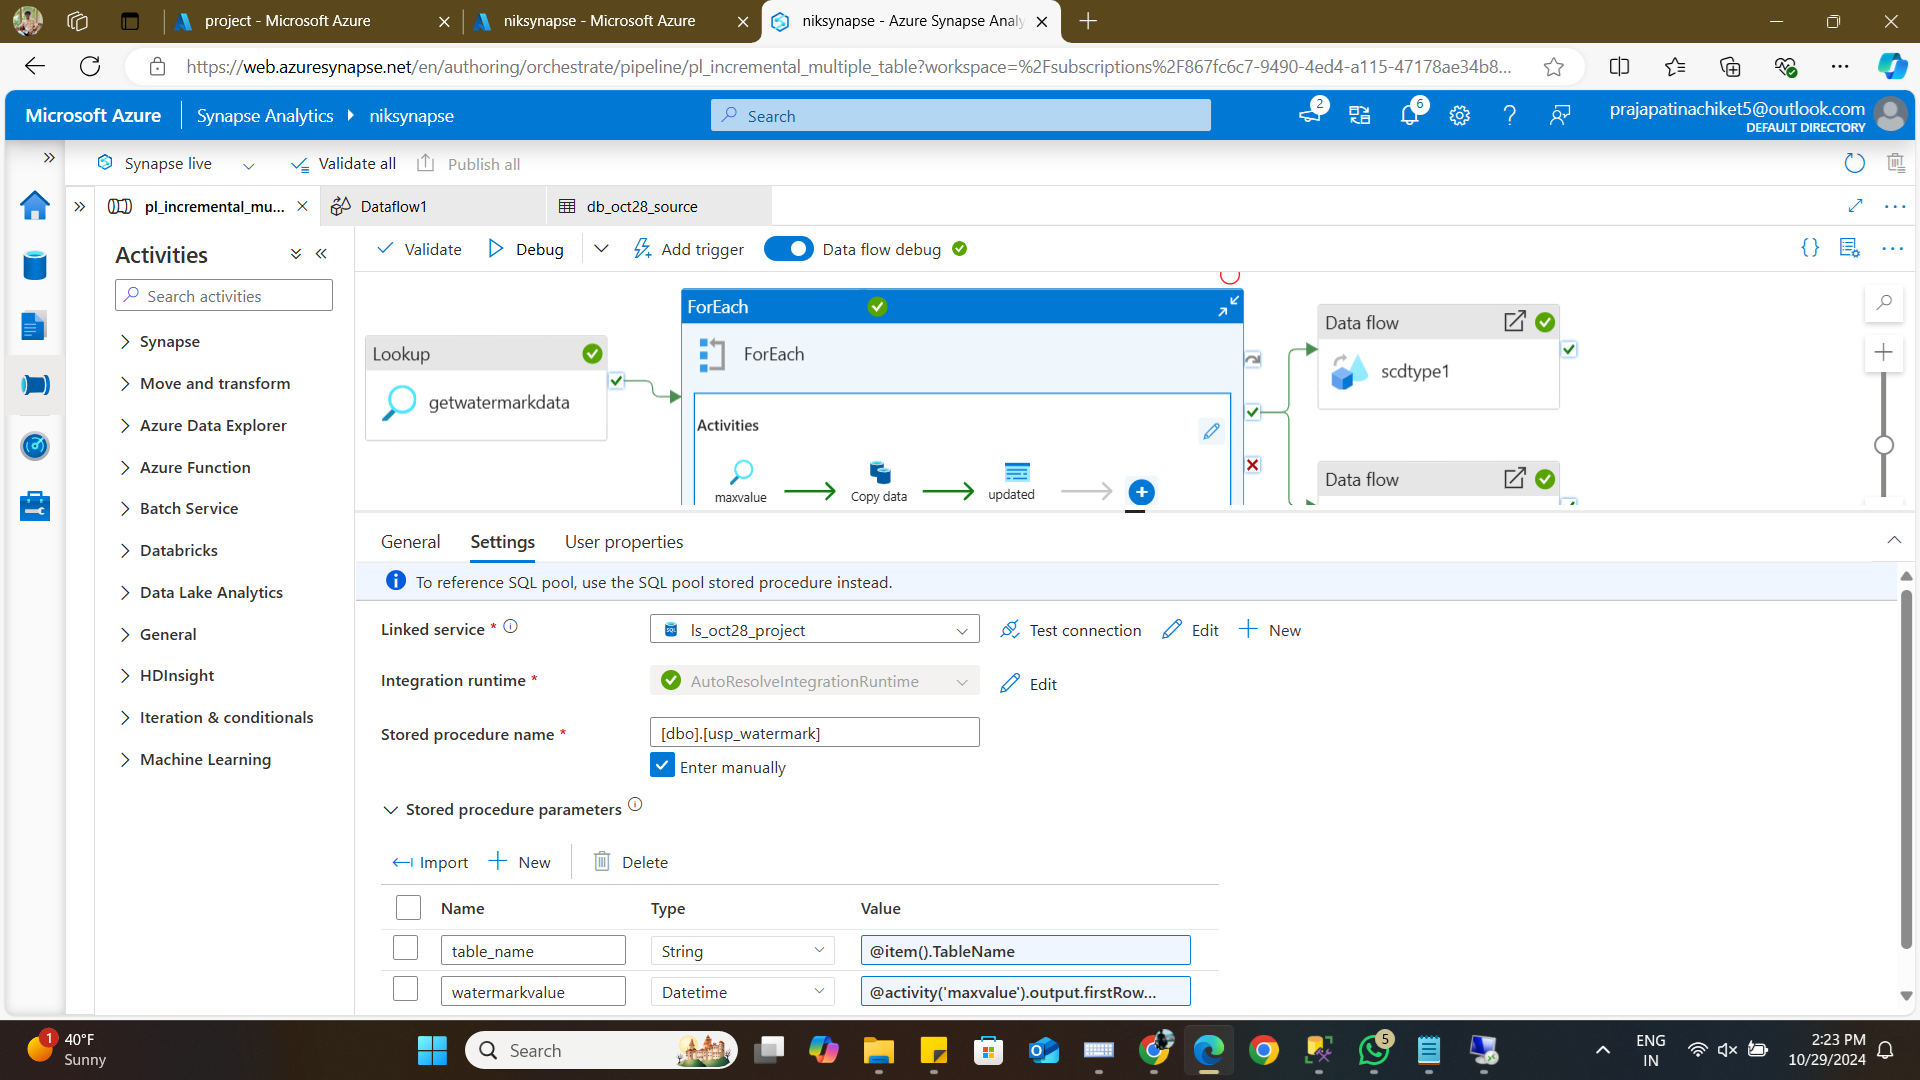 project - Microsoft Azure
niksynapse - Microsoft Azure
niksynapse - Azure Synapse Analy
https://web.azuresynapse.net/en/authoring/orchestrate/pipeline/pl_incremental_multiple_table?workspace=%2Fsubscriptions%2F867fc6c7-9490-4ed4-a115-47178ae34b8...
Microsoft Azure
Synapse Analytics
niksynapse
Search
2
6
prajapatinachiket5@outlook.com
DEFAULT DIRECTORY
Synapse live
Validate all
Publish all
pl_incremental_mu...
Dataflow1
db_oct28_source
Activities
Validate
Debug
Add trigger
Data flow debug
Search activities
Synapse
Move and transform
Azure Data Explorer
Azure Function
Batch Service
Databricks
Data Lake Analytics
General
HDInsight
Iteration & conditionals
Machine Learning
Lookup
getwatermarkdata
ForEach
ForEach
Activities
maxvalue
Copy data
updated
Data flow
scdtype1
Data flow
General
Settings
User properties
To reference SQL pool, use the SQL pool stored procedure instead.
Linked service *
ls_oct28_project
Test connection
Edit
New
Integration runtime *
AutoResolveIntegrationRuntime
Edit
Stored procedure name *
[dbo].[usp_watermark]
Enter manually
Stored procedure parameters
Import
New
Delete
Name
Type
Value
table_name
String
@item().TableName
watermarkvalue
Datetime
@activity('maxvalue').output.firstRow...
1
40°F
Sunny
Search
5
ENG
IN
2:23 PM
10/29/2024